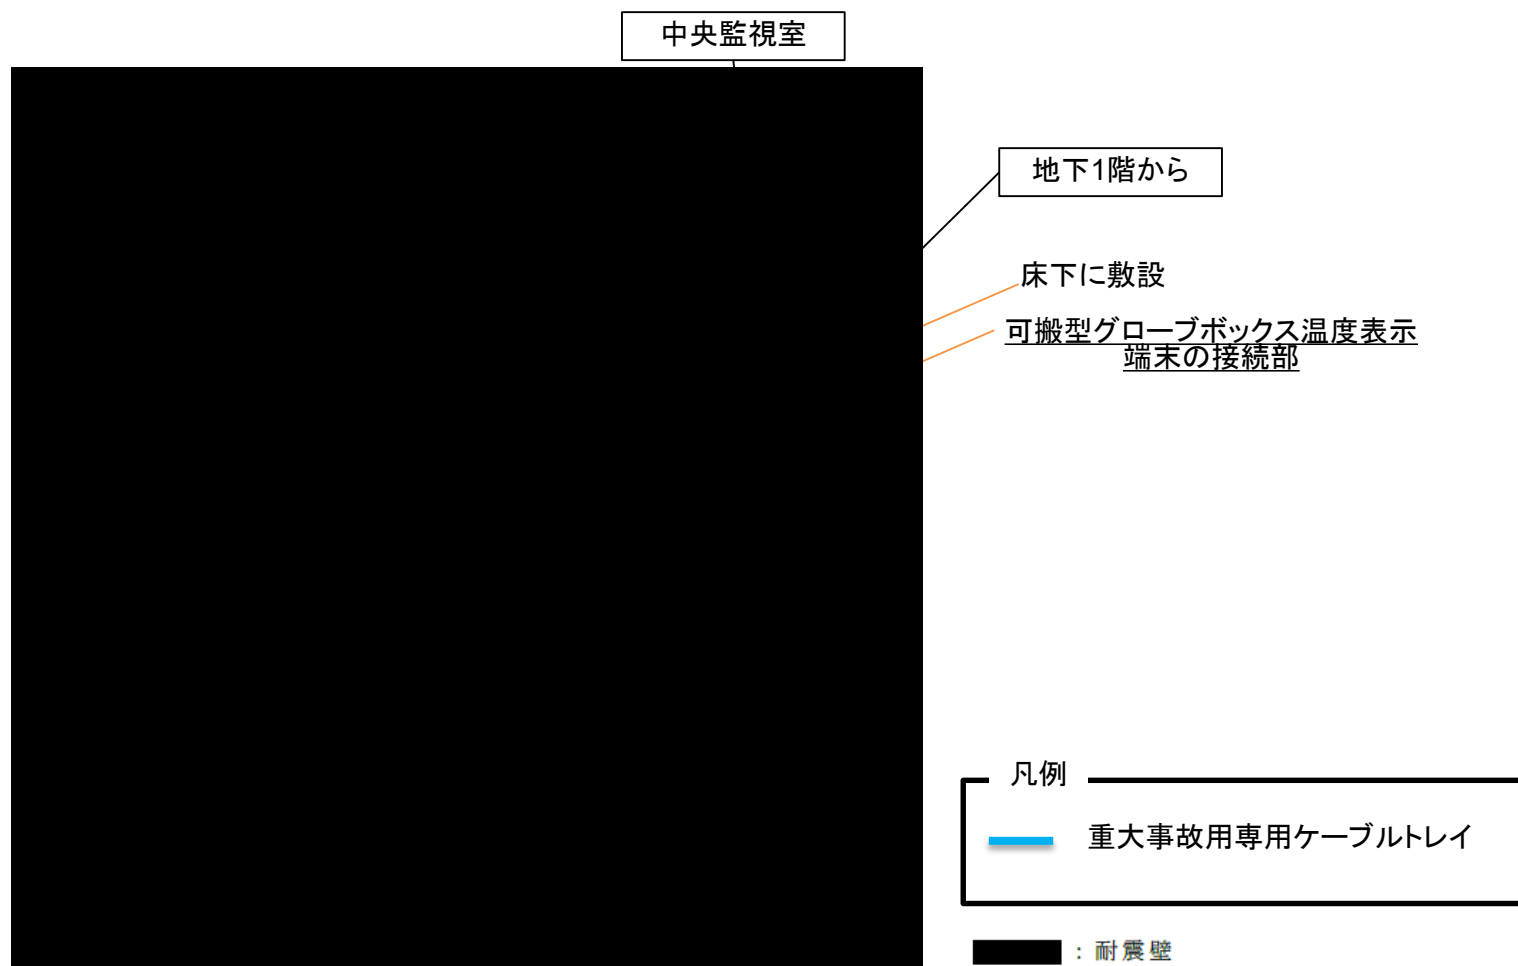 中央監視室
地下1階から
床下に敷設
可搬型グローブボックス温度表示
端末の接続部
凡例
重大事故用専用ケーブルトレイ
：耐震壁